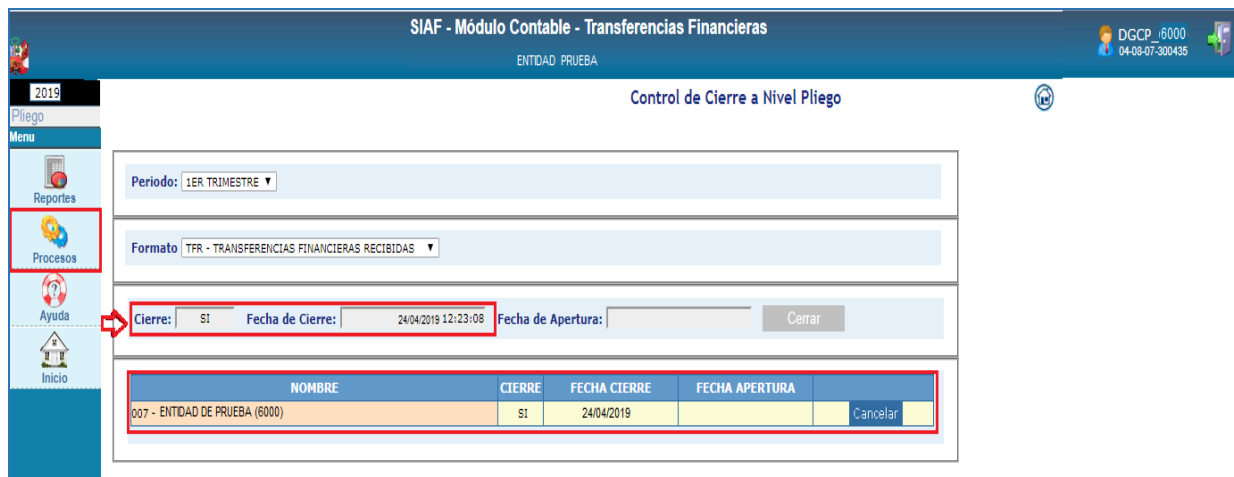 SIAF - Módulo Contable - Transferencias Financieras
ENTIDAD PRUEBA
DGCP_6000
04-08-07-300435
2019
Pliego
Menu
Reportes
Procesos
Ayuda
Inicio
Control de Cierre a Nivel Pliego
Periodo: 1ER TRIMESTRE
Formato TFR - TRANSFERENCIAS FINANCIERAS RECIBIDAS
Cierre: SI Fecha de Cierre: 24/04/2019 12:23:08 Fecha de Apertura: Cerrar
NOMBRE CIERRE FECHA CIERRE FECHA APERTURA
007 - ENTIDAD DE PRUEBA (6000) SI 24/04/2019 Cancelar